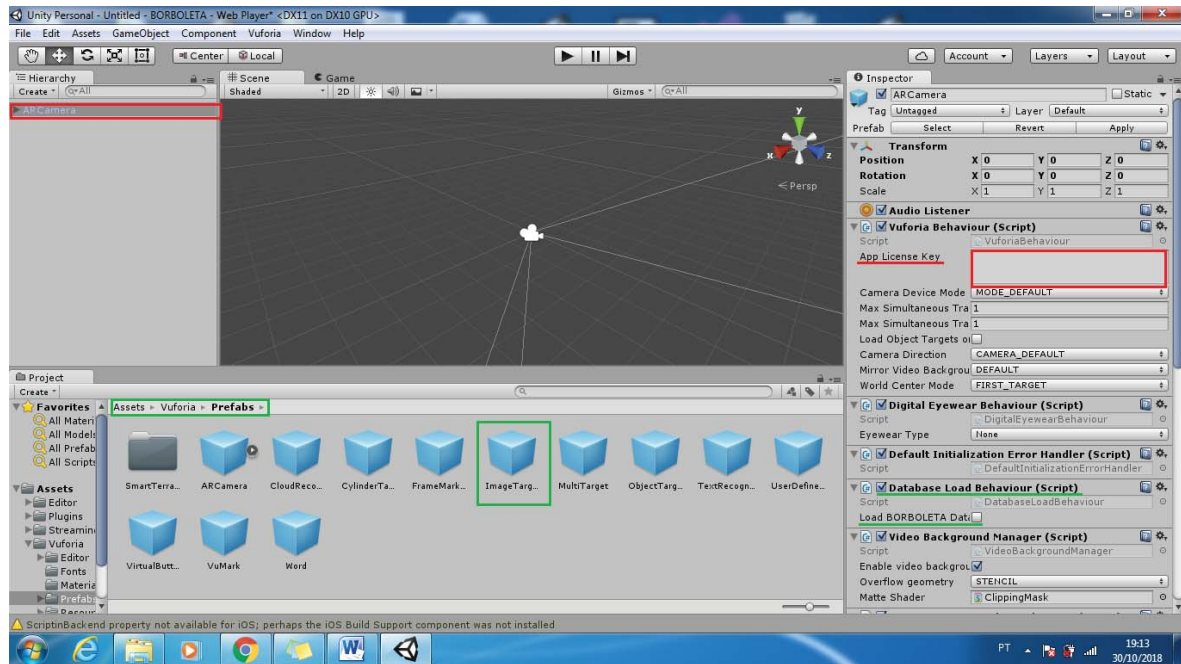 Unity Personal - Untitled - BORBOLETA - Web Player* <DX11 on DX10 GPU>
File Edit Assets GameObject Component Vuforia Window Help
Center Local Account Layers Layout
Hierarchy
Create All
ARCamera
Scene Game
Shaded 2D Gizmos All
y
x z
Persp
Inspector
ARCamera Static
Tag Untagged Layer Default
Prefab Select Revert Apply
Transform
Position X 0 Y 0 Z 0
Rotation X 0 Y 0 Z 0
Scale X 1 Y 1 Z 1
Audio Listener
Vuforia Behaviour (Script)
Script VuforiaBehaviour
App License Key
Camera Device Mode MODE_DEFAULT
Max Simultaneous Tra 1
Max Simultaneous Tra 1
Load Object Targets o
Camera Direction CAMERA_DEFAULT
Mirror Video Backgrou DEFAULT
World Center Mode FIRST_TARGET
Digital Eyewear Behaviour (Script)
Script DigitalEyewearBehaviour
Eyewear Type None
Default Initialization Error Handler (Script)
Script DefaultInitializationErrorHandler
Database Load Behaviour (Script)
Script DatabaseLoadBehaviour
Load BORBOLETA Data
Video Background Manager (Script)
Script VideoBackgroundManager
Enable video backgrou
Overflow geometry STENCIL
Matte Shader ClippingMask
Project
Create
Favorites
All Materi
All Models
All Prefab
All Scripts
Assets
Editor
Plugins
Streamin
Vuforia
Editor
Fonts
Materia
Prefabs
Resour
Assets Vuforia Prefabs
SmartTerra... ARCamera CloudReco... CylinderTa... FrameMark... ImageTarg... MultiTarget ObjectTarg... TextRecogn... UserDefine...
VirtualButt... VuMark Word
ScriptinBackend property not available for iOS; perhaps the iOS Build Support component was not installed
PT 19:13
30/10/2018